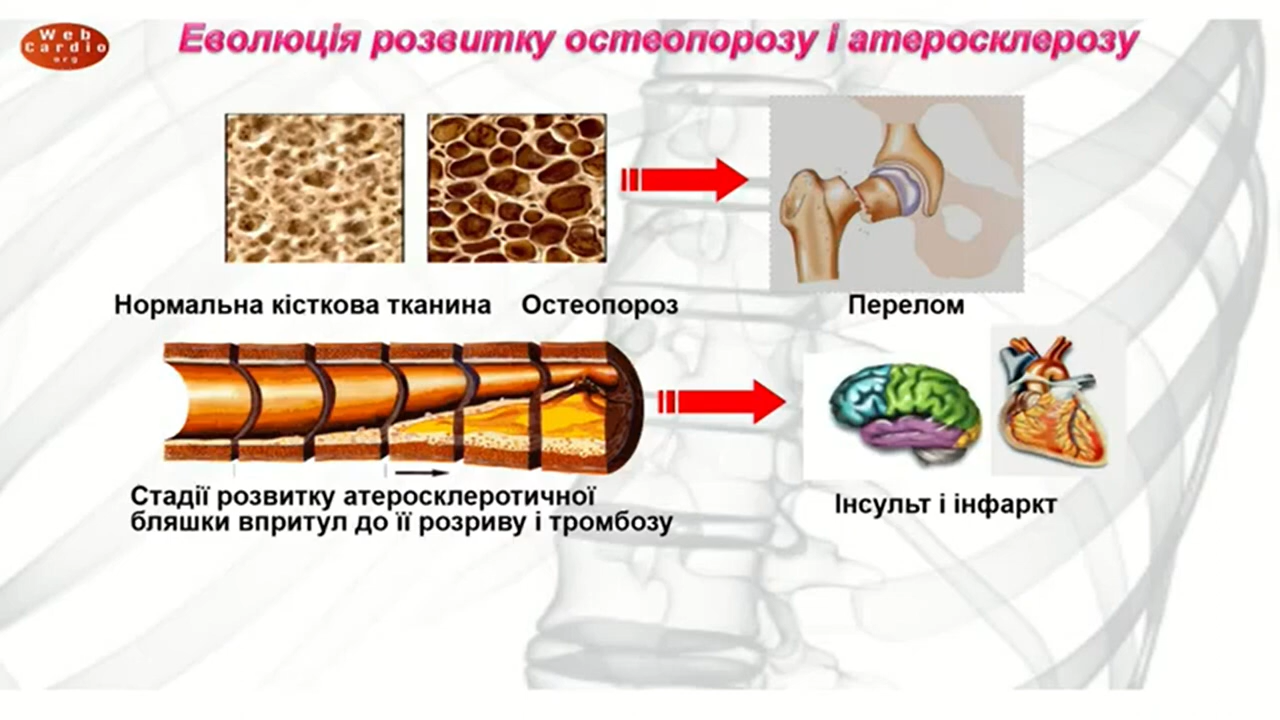 Web
Cardio
org
Еволюція розвитку остеопорозу і атеросклерозу
Нормальна кісткова тканина
Остеопороз
Перелом
Стадії розвитку атеросклеротичної
бляшки впритул до її розриву і тромбозу
Інсульт і інфаркт